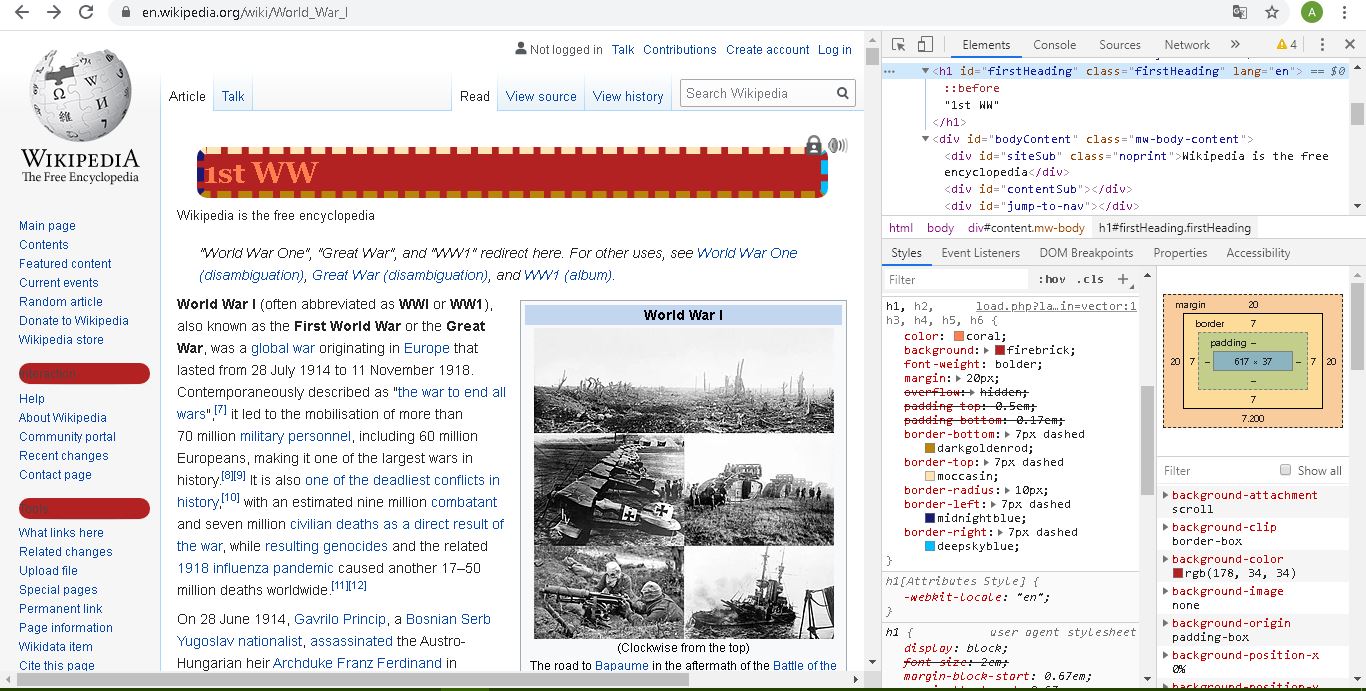 en.wikipedia.org/wiki/World_War_I
A
Not logged in Talk Contributions Create account Log in
Article Talk Read View source View history Search Wikipedia
WIKIPEDIA
The Free Encyclopedia
Main page
Contents
Featured content
Current events
Random article
Donate to Wikipedia
Wikipedia store
Interaction
Help
About Wikipedia
Community portal
Recent changes
Contact page
Tools
What links here
Related changes
Upload file
Special pages
Permanent link
Page information
Wikidata item
Cite this page
1st WW
Wikipedia is the free encyclopedia
"World War One", "Great War", and "WW1" redirect here. For other uses, see World War One
(disambiguation), Great War (disambiguation), and WW1 (album).
World War I (often abbreviated as WWI or WW1),
also known as the First World War or the Great
War, was a global war originating in Europe that
lasted from 28 July 1914 to 11 November 1918.
Contemporaneously described as "the war to end all
wars",[7] it led to the mobilisation of more than
70 million military personnel, including 60 million
Europeans, making it one of the largest wars in
history.[8][9] It is also one of the deadliest conflicts in
history,[10] with an estimated nine million combatant
and seven million civilian deaths as a direct result of
the war, while resulting genocides and the related
1918 influenza pandemic caused another 17–50
million deaths worldwide.[11][12]
On 28 June 1914, Gavrilo Princip, a Bosnian Serb
Yugoslav nationalist, assassinated the Austro-
Hungarian heir Archduke Franz Ferdinand in
World War I
(Clockwise from the top)
The road to Bapaume in the aftermath of the Battle of the
Elements Console Sources Network » 4
<h1 id="firstHeading" class="firstHeading" lang="en"> == $0
::before
"1st WW"
</h1>
<div id="bodyContent" class="mw-body-content">
<div id="siteSub" class="noprint">Wikipedia is the free
encyclopedia</div>
<div id="contentSub"></div>
<div id="jump-to-nav"></div>
html body div#content.mw-body h1#firstHeading.firstHeading
Styles Event Listeners DOM Breakpoints Properties Accessibility
Filter :hov .cls +
h1, h2, load.php?la…in=vector:1
h3, h4, h5, h6 {
color: coral;
background: firebrick;
font-weight: bolder;
margin: 20px;
overflow: hidden;
padding-top: 0.5em;
padding-bottom: 0.17em;
border-bottom: 7px dashed
darkgoldenrod;
border-top: 7px dashed
moccasin;
border-radius: 10px;
border-left: 7px dashed
midnightblue;
border-right: 7px dashed
deepskyblue;
}
h1[Attributes Style] {
-webkit-locale: "en";
}
h1 { user agent stylesheet
display: block;
font-size: 2em;
margin-block-start: 0.67em;
margin 20
border 7
padding –
20 7 – 617 × 37 – 7 20
–
7
7.200
Filter Show all
background-attachment
scroll
background-clip
border-box
background-color
rgb(178, 34, 34)
background-image
none
background-origin
padding-box
background-position-x
0%